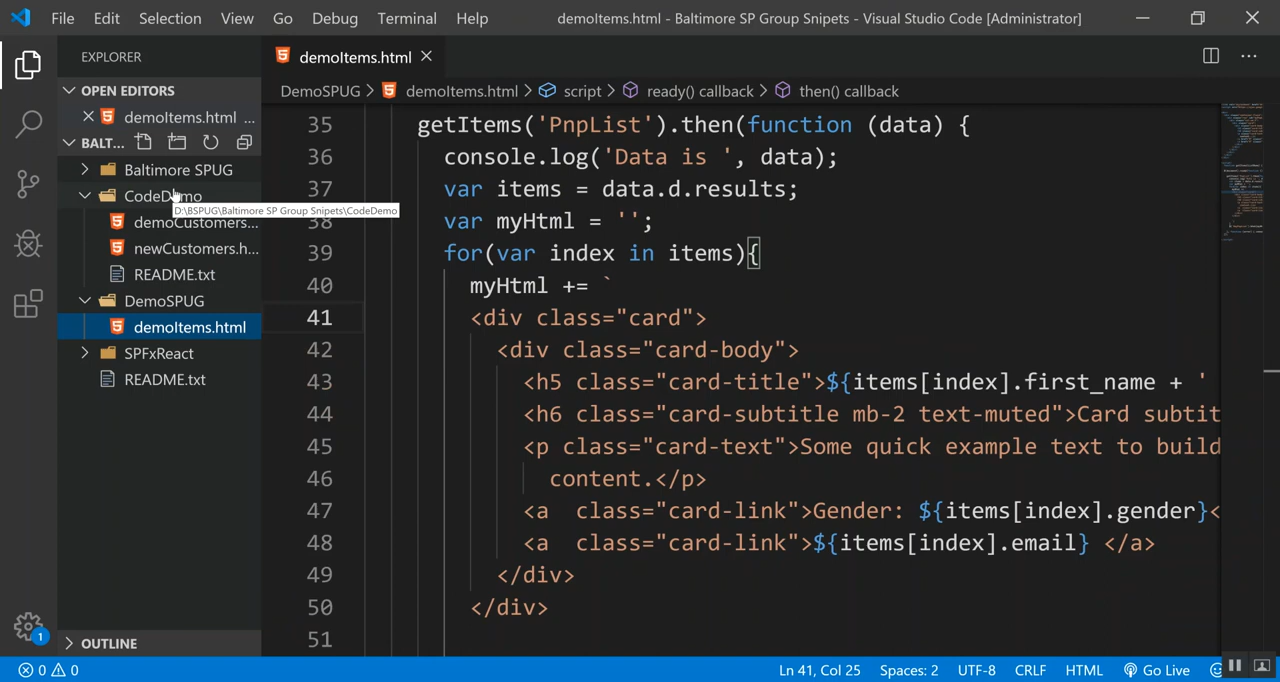 File Edit Selection View Go Debug Terminal Help demoItems.html - Baltimore SP Group Snipets - Visual Studio Code [Administrator]
EXPLORER
OPEN EDITORS
demoItems.html ...
BALT...
Baltimore SPUG
CodeDemo
D:\BSPUG\Baltimore SP Group Snipets\CodeDemo
demoCustomers...
newCustomers.h...
README.txt
DemoSPUG
demoItems.html
SPFxReact
README.txt
OUTLINE
demoItems.html
DemoSPUG > demoItems.html > script > ready() callback > then() callback
35 getItems('PnpList').then(function (data) {
36 console.log('Data is ', data);
37 var items = data.d.results;
38 var myHtml = '';
39 for(var index in items){
40 myHtml += `
41 <div class="card">
42 <div class="card-body">
43 <h5 class="card-title">${items[index].first_name + '
44 <h6 class="card-subtitle mb-2 text-muted">Card subtit
45 <p class="card-text">Some quick example text to build
46 content.</p>
47 <a  class="card-link">Gender: ${items[index].gender}<
48 <a  class="card-link">${items[index].email} </a>
49 </div>
50 </div>
51
1
0 0 Ln 41, Col 25 Spaces: 2 UTF-8 CRLF HTML Go Live